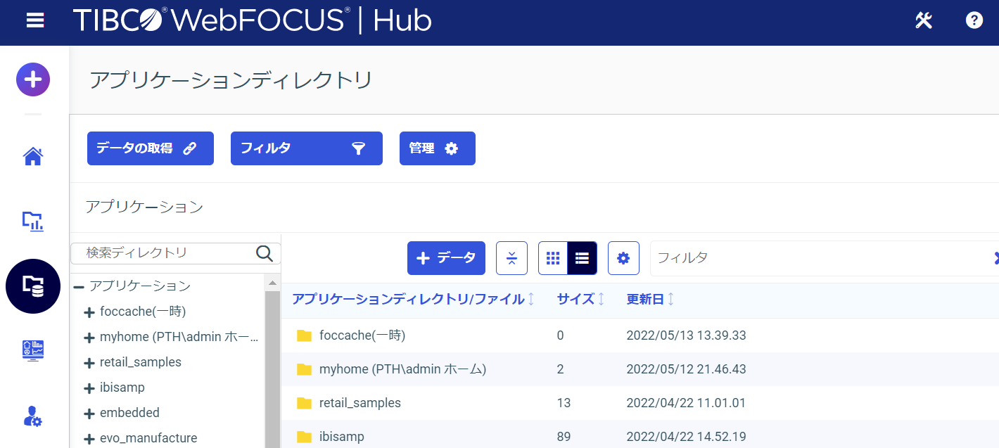 TIBCO® WebFOCUS® | Hub
アプリケーションディレクトリ
データの取得 フィルタ 管理
アプリケーション
検索ディレクトリ
+ データ
フィルタ
アプリケーション
foccache(一時)
myhome (PTH\admin ホー...
retail_samples
ibisamp
embedded
evo_manufacture
アプリケーションディレクトリ/ファイル サイズ 更新日
foccache(一時) 0 2022/05/13 13.39.33
myhome (PTH\admin ホーム) 2 2022/05/12 21.46.43
retail_samples 13 2022/04/22 11.01.01
ibisamp 89 2022/04/22 14.52.19